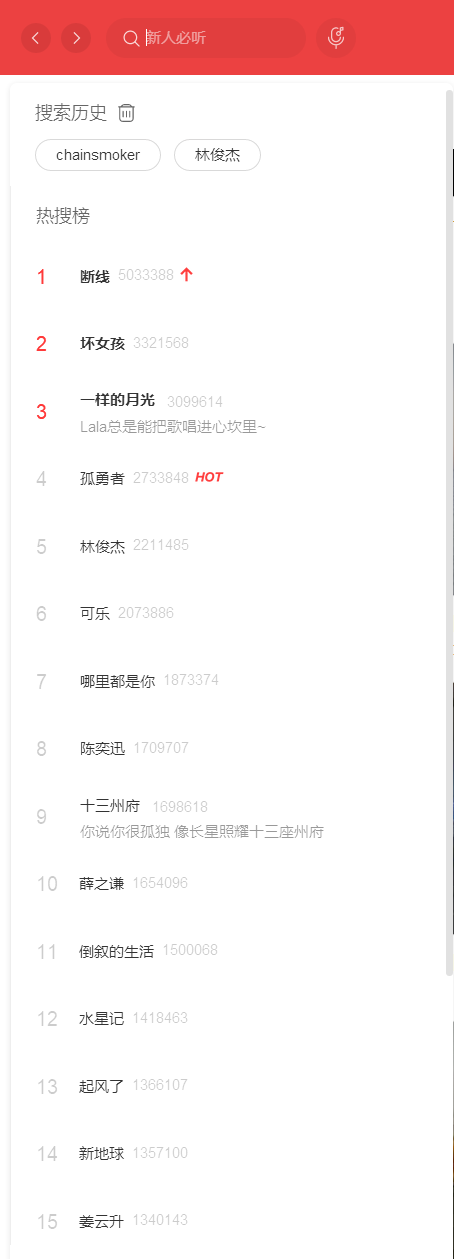 新人必听
搜索历史
chainsmoker 林俊杰
热搜榜
1 断线 5033388
2 坏女孩 3321568
3 一样的月光 3099614
Lala总是能把歌唱进心坎里~
4 孤勇者 2733848 HOT
5 林俊杰 2211485
6 可乐 2073886
7 哪里都是你 1873374
8 陈奕迅 1709707
9 十三州府 1698618
你说你很孤独 像长星照耀十三座州府
10 薛之谦 1654096
11 倒叙的生活 1500068
12 水星记 1418463
13 起风了 1366107
14 新地球 1357100
15 姜云升 1340143